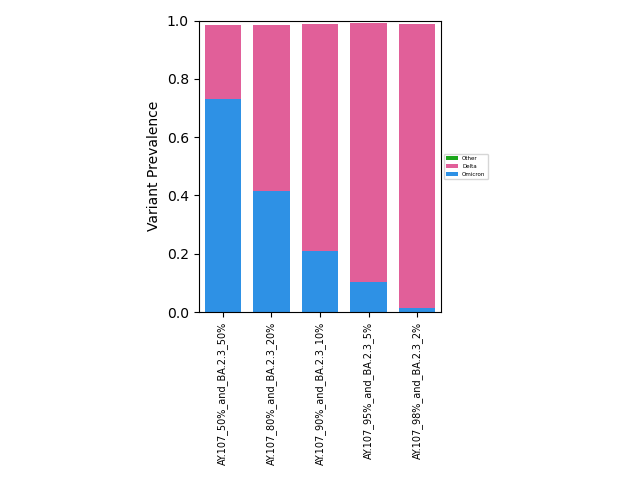 1.0
0.8
0.6
0.4
0.2
0.0
Variant Prevalence
Other
Delta
Omicron
AY.107_50%_and_BA.2.3_50%
AY.107_80%_and_BA.2.3_20%
AY.107_90%_and_BA.2.3_10%
AY.107_95%_and_BA.2.3_5%
AY.107_98%_and_BA.2.3_2%